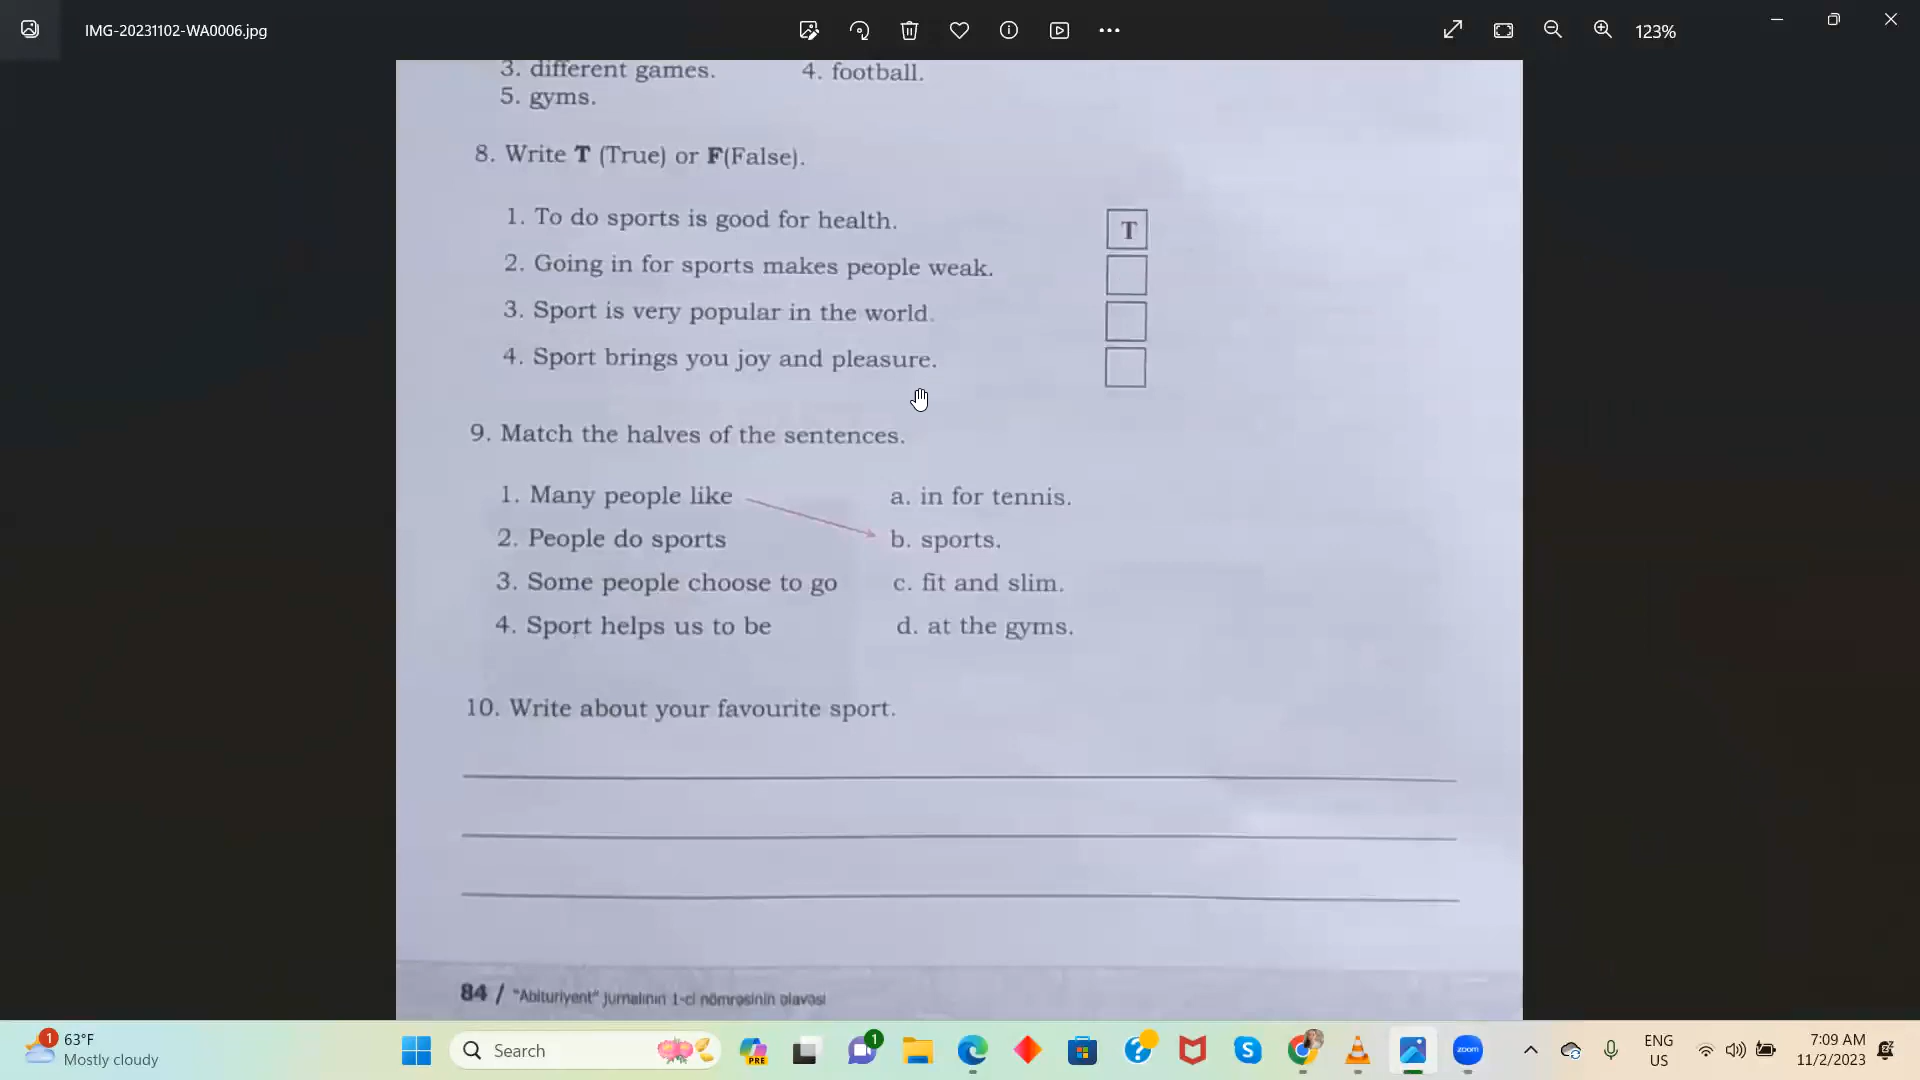 IMG-20231102-WA0006.jpg
123%
3. different games. 4. football.
5. gyms.
8. Write T (True) or F(False).
1. To do sports is good for health. T
2. Going in for sports makes people weak.
3. Sport is very popular in the world.
4. Sport brings you joy and pleasure.
9. Match the halves of the sentences.
1. Many people like a. in for tennis.
2. People do sports b. sports.
3. Some people choose to go c. fit and slim.
4. Sport helps us to be d. at the gyms.
10. Write about your favourite sport.
84 / "Abituriyent" jurnalının 1-ci nömrəsinin əlavəsi
1 63°F
Mostly cloudy
Search
PRE
1
zoom
ENG
US
7:09 AM
11/2/2023